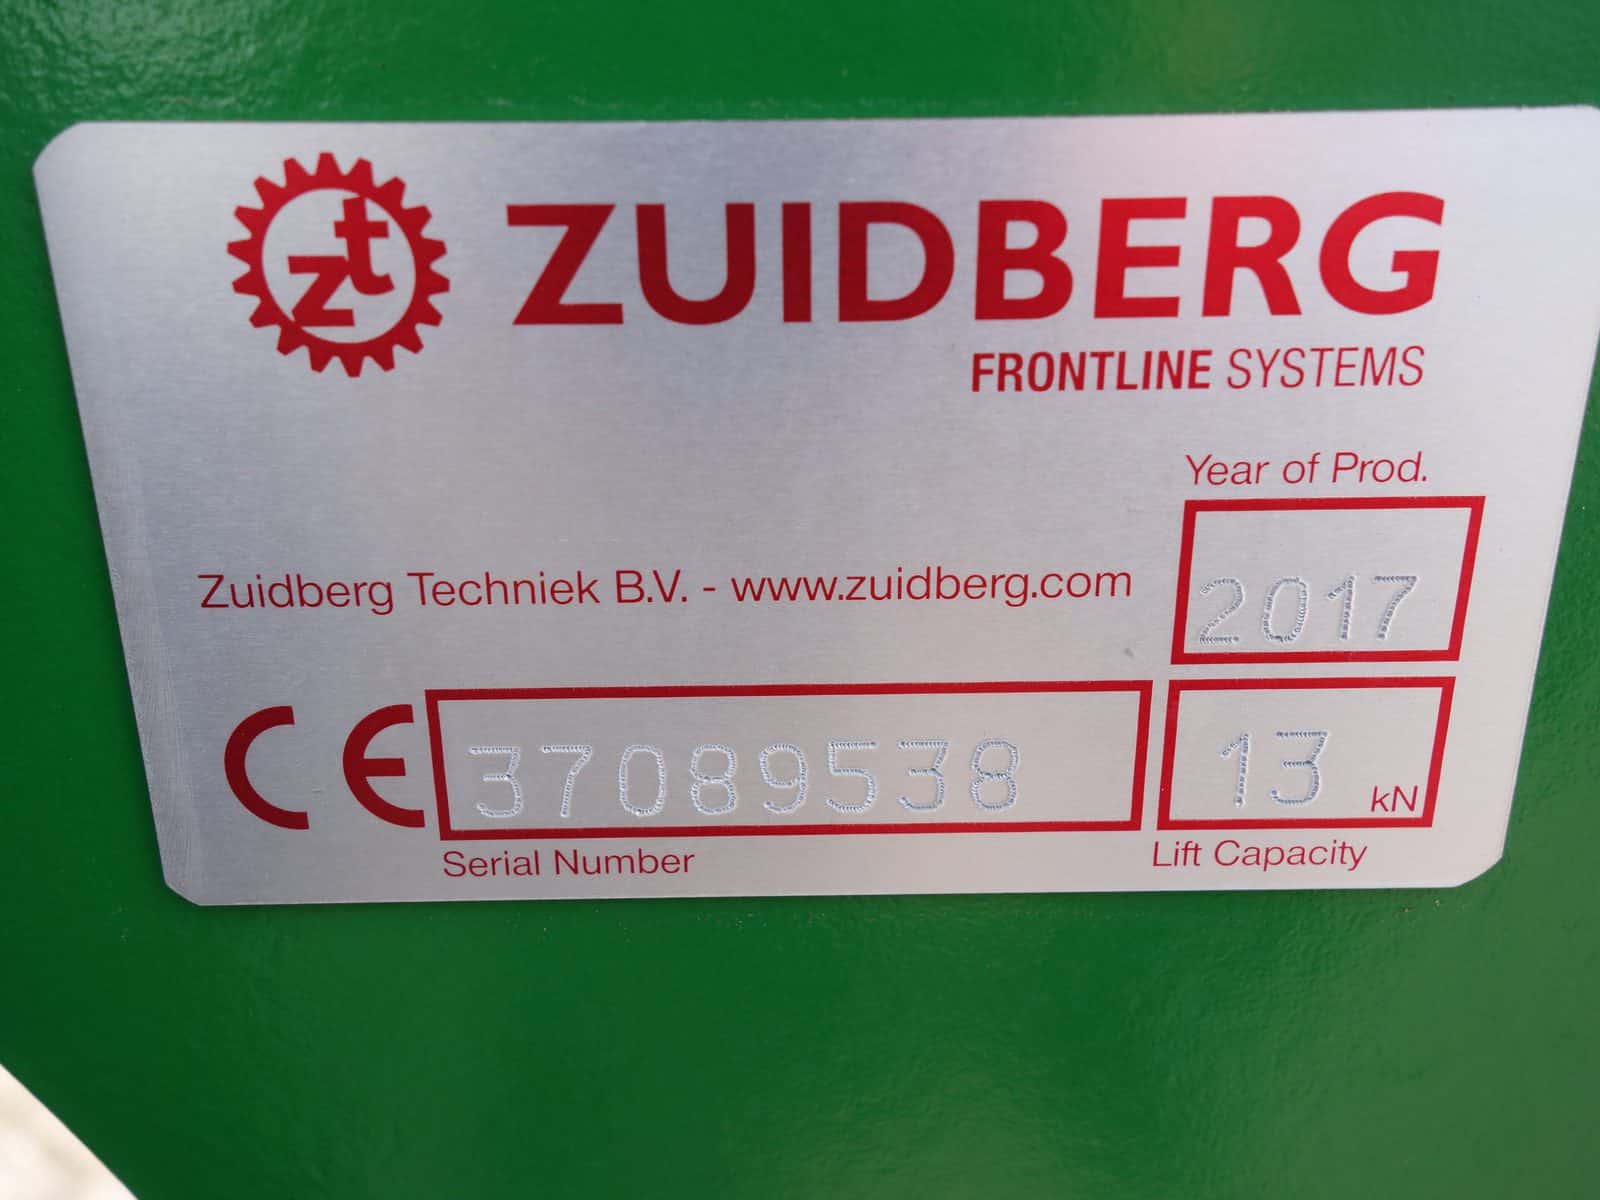 zt ZUIDBERG
FRONTLINE SYSTEMS
Year of Prod.
2017
Zuidberg Techniek B.V. - www.zuidberg.com
CE 37089538 13 kN
Serial Number Lift Capacity